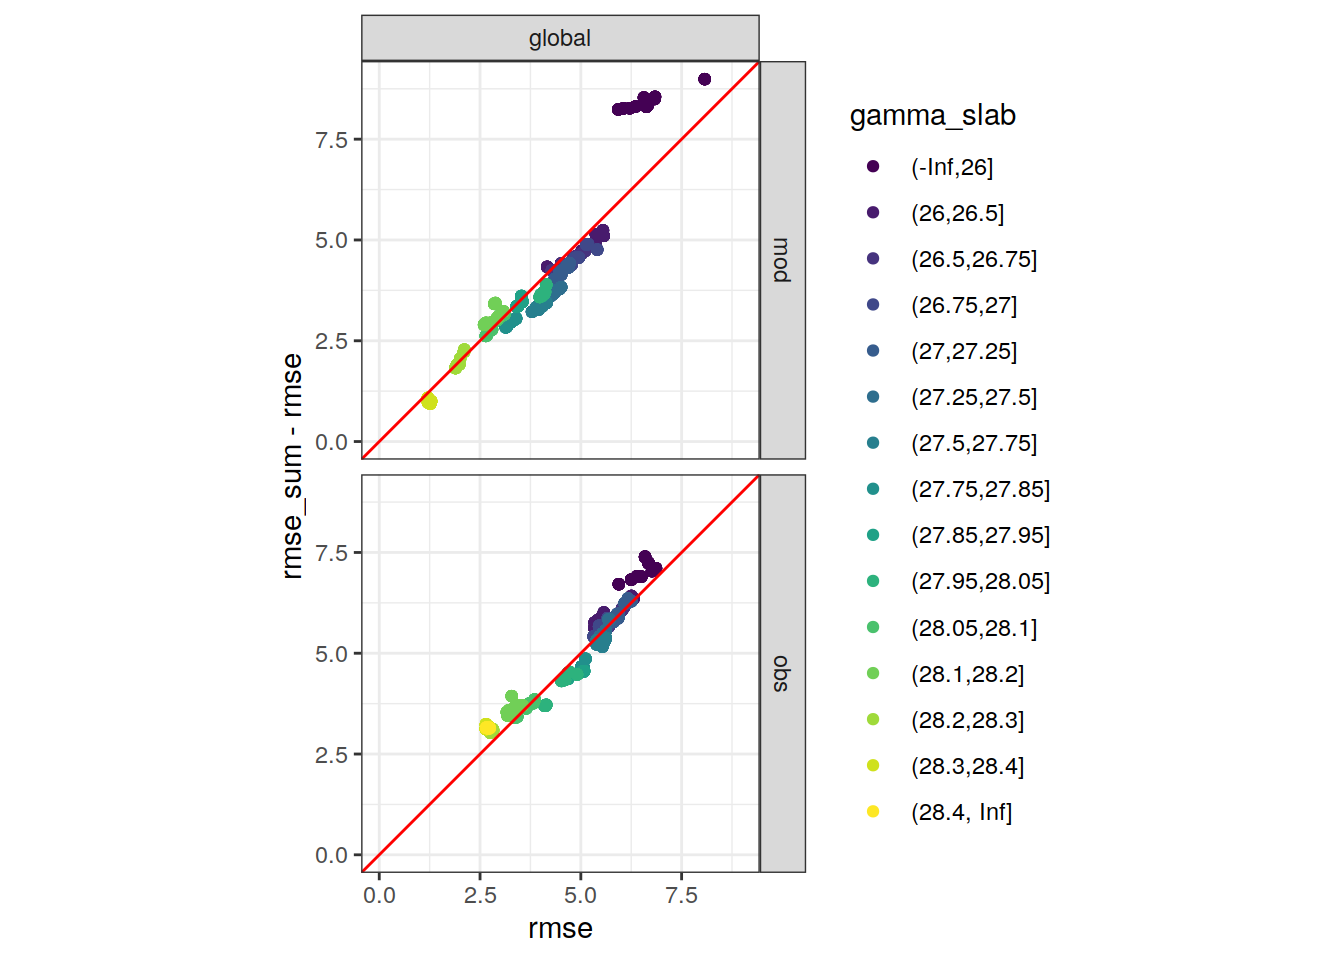 global
7.5
5.0
2.5
0.0
mod
7.5
5.0
2.5
0.0
obs
0.0 2.5 5.0 7.5
rmse
rmse_sum - rmse
gamma_slab
(-Inf,26]
(26,26.5]
(26.5,26.75]
(26.75,27]
(27,27.25]
(27.25,27.5]
(27.5,27.75]
(27.75,27.85]
(27.85,27.95]
(27.95,28.05]
(28.05,28.1]
(28.1,28.2]
(28.2,28.3]
(28.3,28.4]
(28.4, Inf]